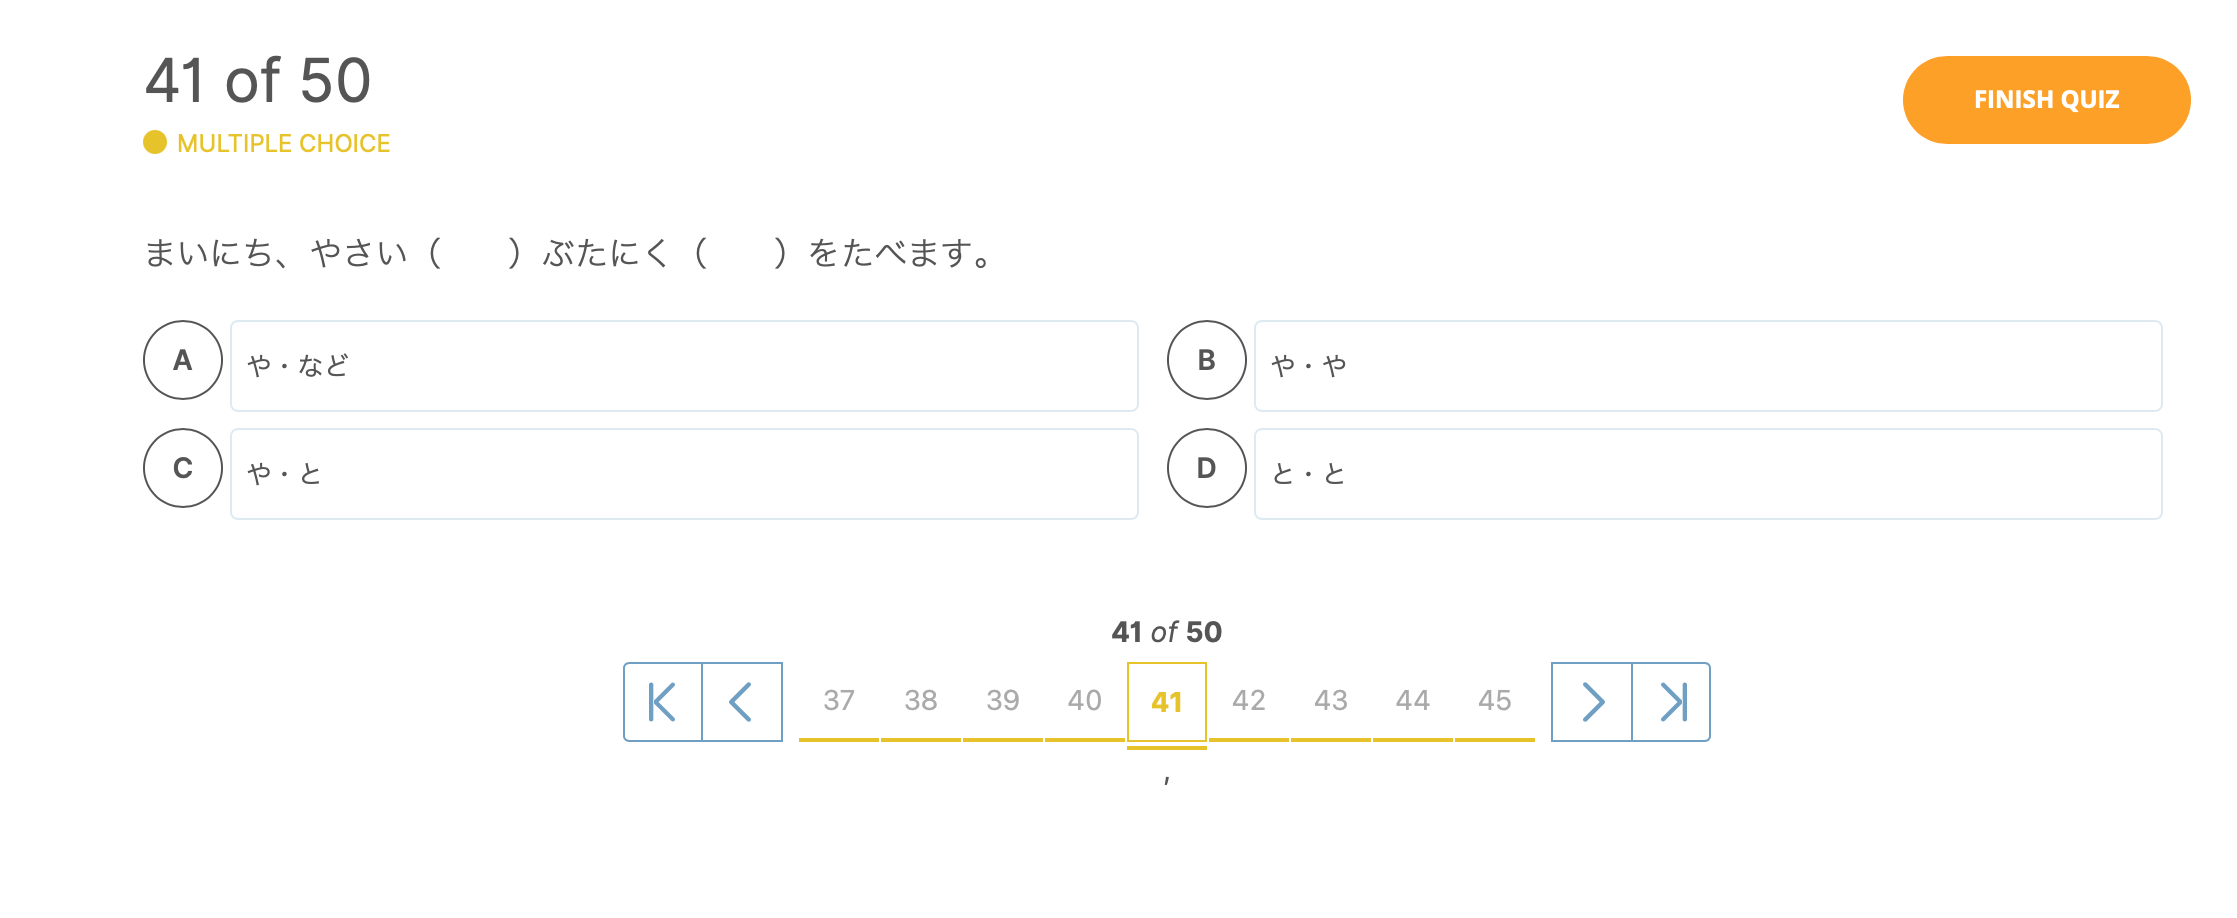 41 of 50
FINISH QUIZ
MULTIPLE CHOICE
まいにち、やさい（　　）ぶたにく（　　）をたべます。
A や・など
B や・や
C や・と
D と・と
41 of 50
37 38 39 40 41 42 43 44 45
,